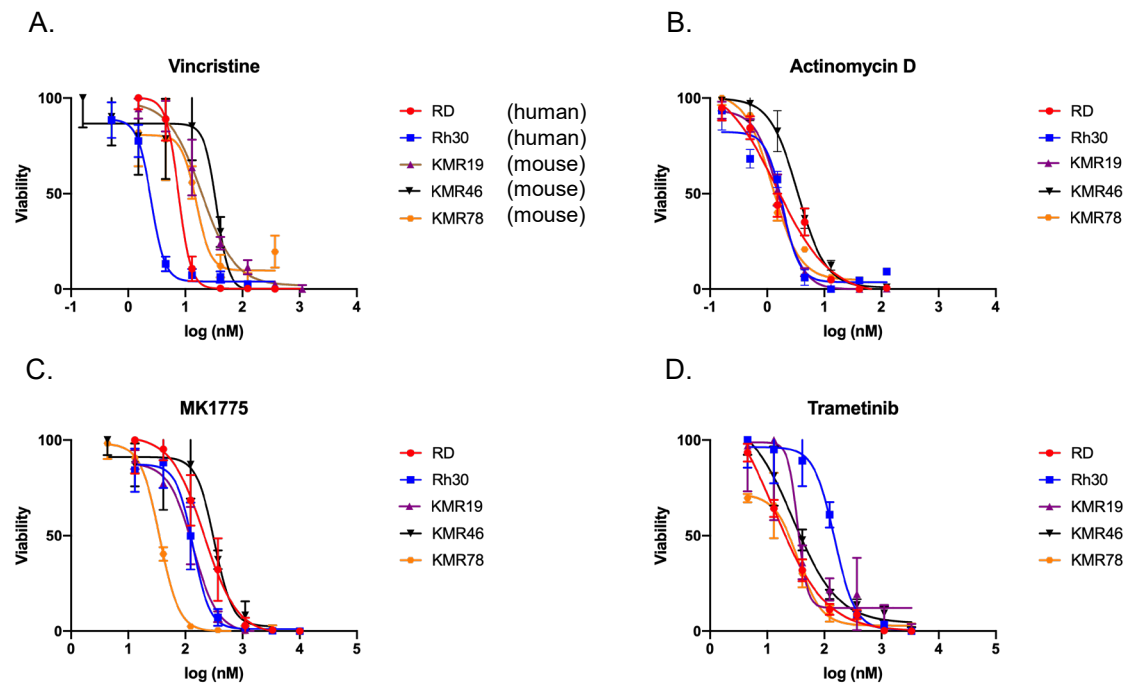 A.
Vincristine
100
50
0
Viability
-1 0 1 2 3 4
log (nM)
RD (human)
Rh30 (human)
KMR19 (mouse)
KMR46 (mouse)
KMR78 (mouse)
B.
Actinomycin D
100
50
0
Viability
-1 0 1 2 3 4
log (nM)
RD
Rh30
KMR19
KMR46
KMR78
C.
MK1775
100
50
0
Viability
0 1 2 3 4 5
log (nM)
RD
Rh30
KMR19
KMR46
KMR78
D.
Trametinib
100
50
0
Viability
0 1 2 3 4 5
log (nM)
RD
Rh30
KMR19
KMR46
KMR78